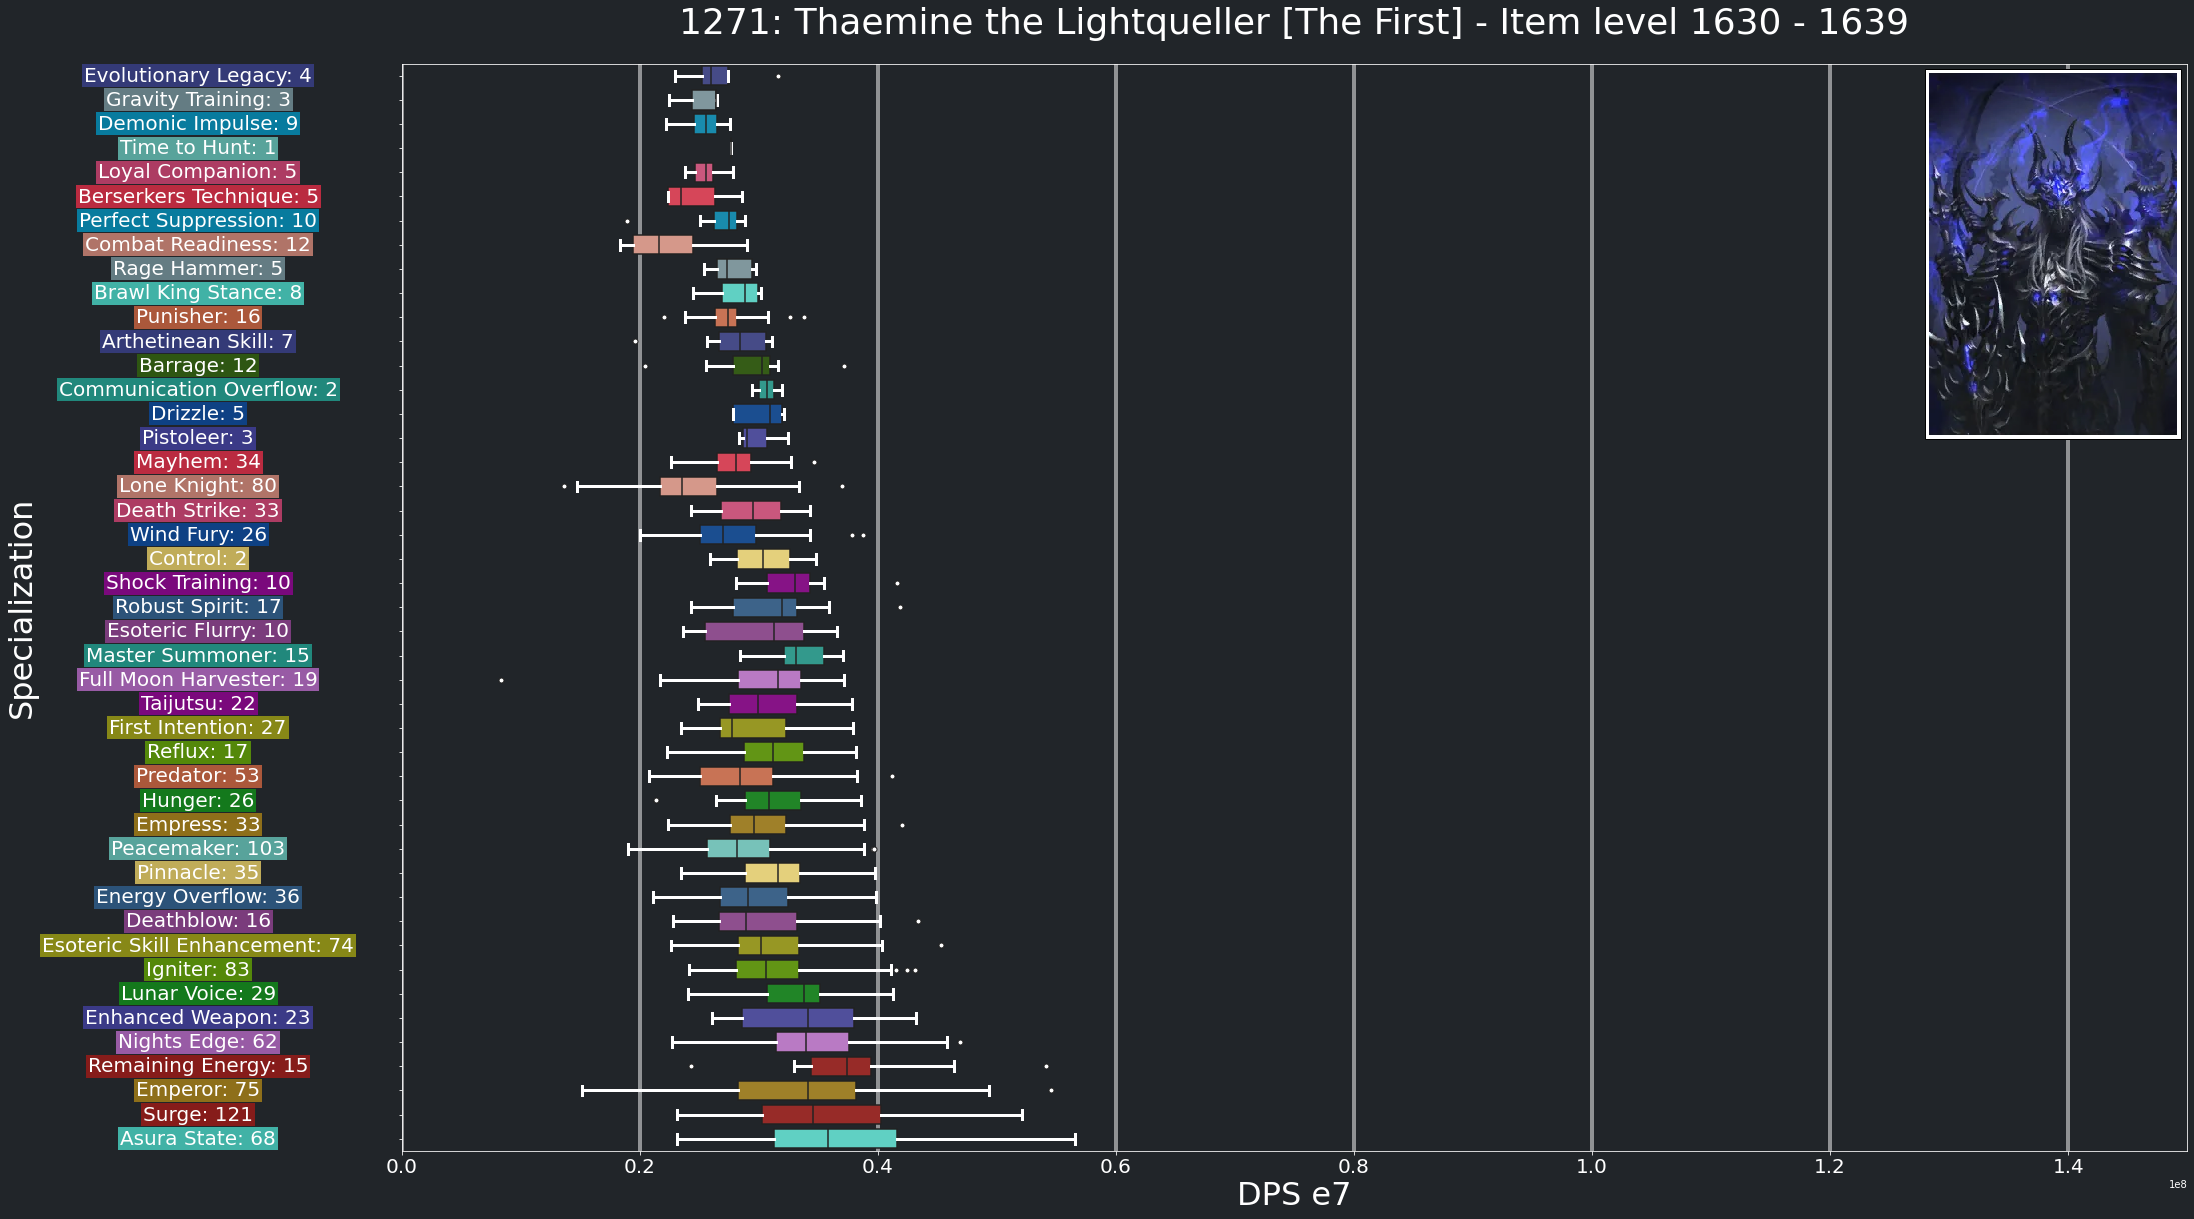 1271: Thaemine the Lightqueller [The First] - Item level 1630 - 1639
Specialization
Evolutionary Legacy: 4
Gravity Training: 3
Demonic Impulse: 9
Time to Hunt: 1
Loyal Companion: 5
Berserkers Technique: 5
Perfect Suppression: 10
Combat Readiness: 12
Rage Hammer: 5
Brawl King Stance: 8
Punisher: 16
Arthetinean Skill: 7
Barrage: 12
Communication Overflow: 2
Drizzle: 5
Pistoleer: 3
Mayhem: 34
Lone Knight: 80
Death Strike: 33
Wind Fury: 26
Control: 2
Shock Training: 10
Robust Spirit: 17
Esoteric Flurry: 10
Master Summoner: 15
Full Moon Harvester: 19
Taijutsu: 22
First Intention: 27
Reflux: 17
Predator: 53
Hunger: 26
Empress: 33
Peacemaker: 103
Pinnacle: 35
Energy Overflow: 36
Deathblow: 16
Esoteric Skill Enhancement: 74
Igniter: 83
Lunar Voice: 29
Enhanced Weapon: 23
Nights Edge: 62
Remaining Energy: 15
Emperor: 75
Surge: 121
Asura State: 68
0.0 0.2 0.4 0.6 0.8 1.0 1.2 1.4
1e8
DPS e7